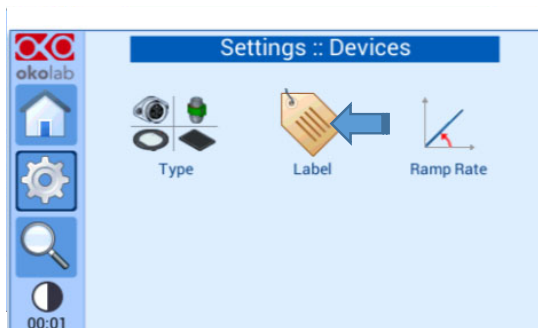 Settings :: Devices
okolab
Type
Label
Ramp Rate
00:01